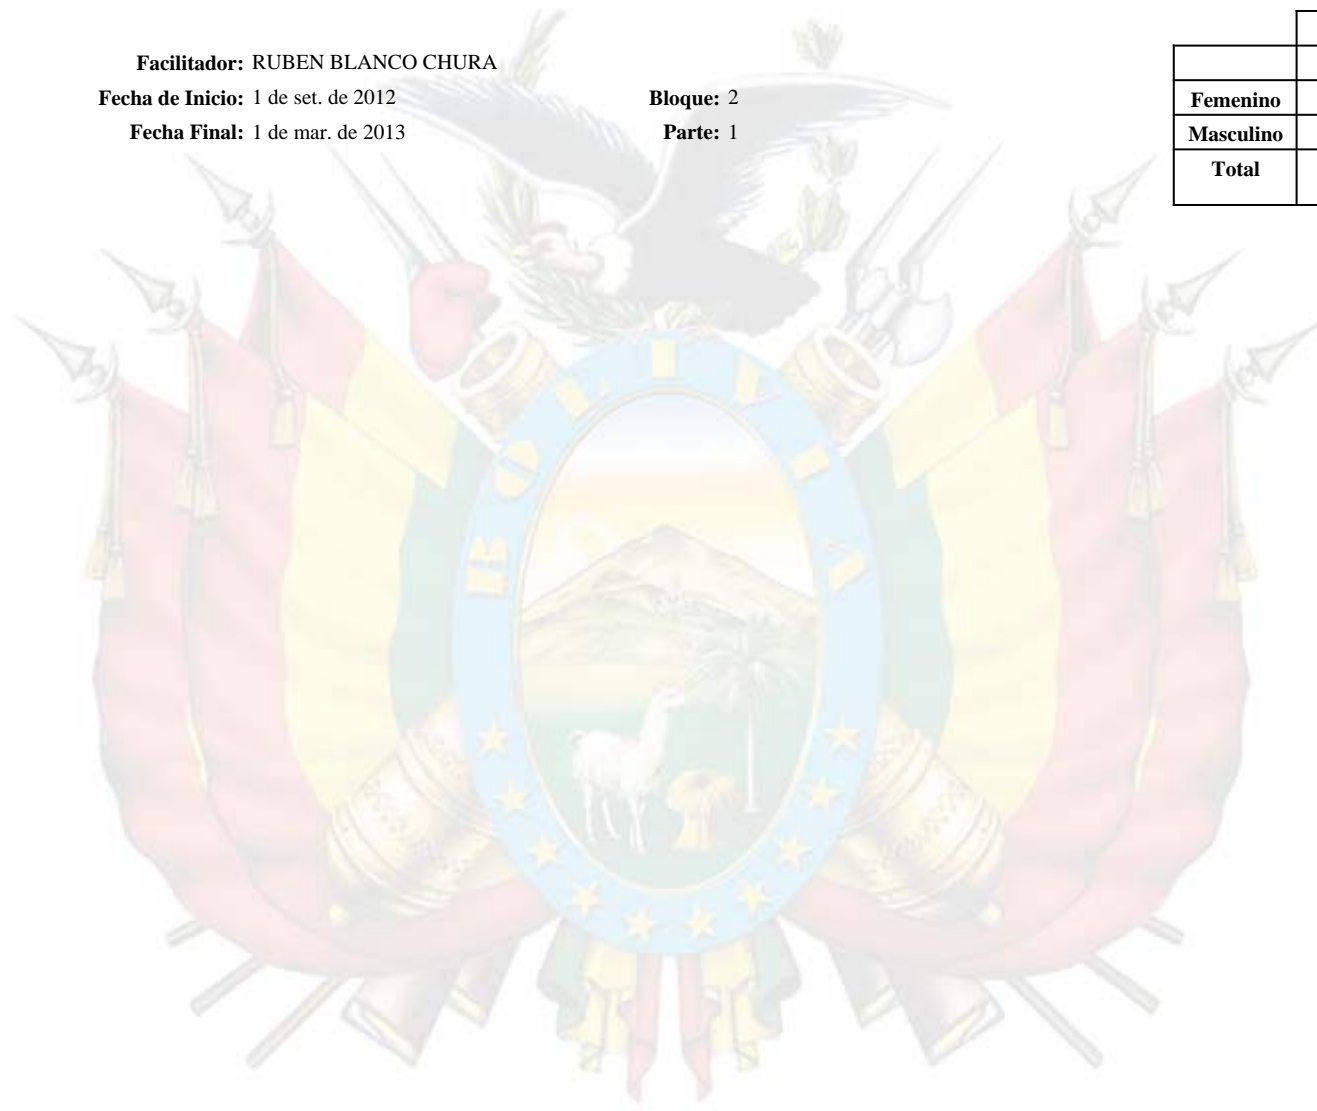 Facilitador: RUBEN BLANCO CHURA
Fecha de Inicio: 1 de set. de 2012 Bloque: 2
Fecha Final: 1 de mar. de 2013 Parte: 1
Femenino
Masculino
Total
BOLIVIA